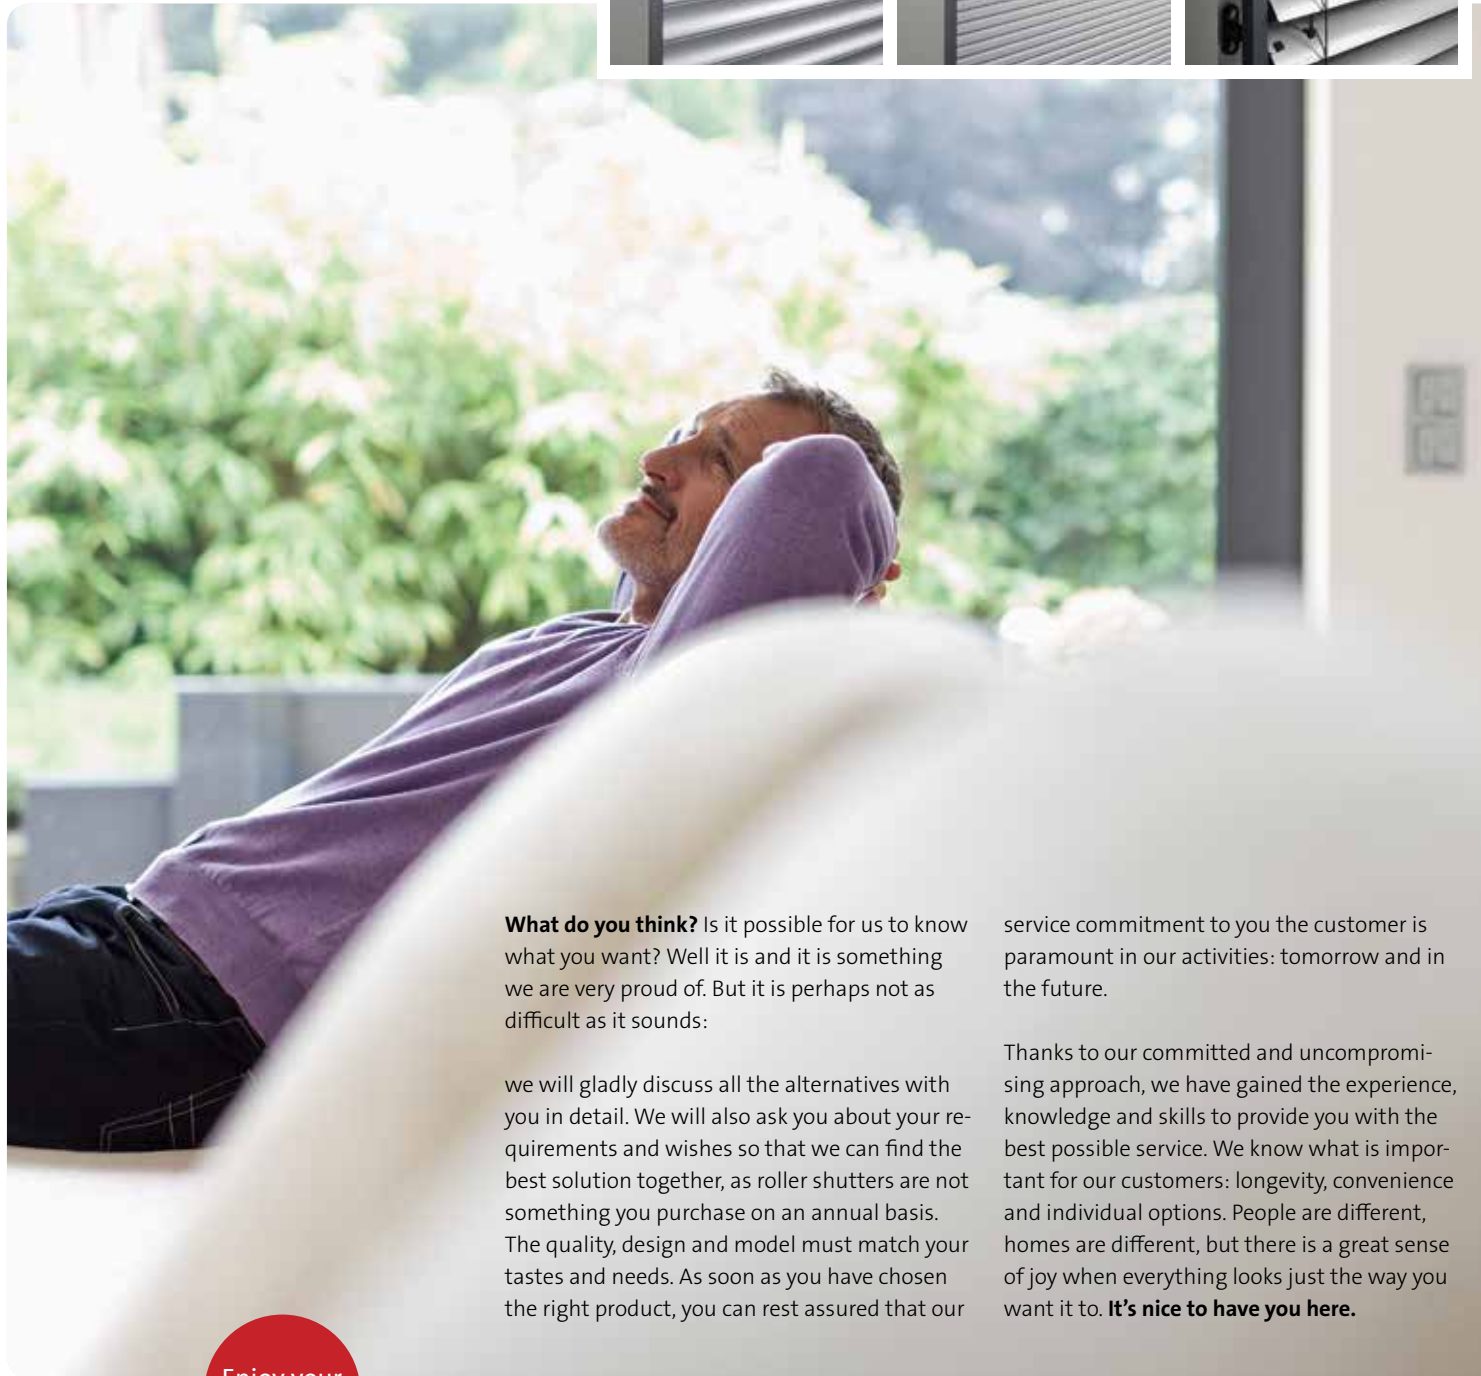 What do you think? Is it possible for us to know
what you want? Well it is and it is something
we are very proud of. But it is perhaps not as
difficult as it sounds:
we will gladly discuss all the alternatives with
you in detail. We will also ask you about your re-
quirements and wishes so that we can find the
best solution together, as roller shutters are not
something you purchase on an annual basis.
The quality, design and model must match your
tastes and needs. As soon as you have chosen
the right product, you can rest assured that our
service commitment to you the customer is
paramount in our activities: tomorrow and in
the future.
Thanks to our committed and uncompromi-
sing approach, we have gained the experience,
knowledge and skills to provide you with the
best possible service. We know what is impor-
tant for our customers: longevity, convenience
and individual options. People are different,
homes are different, but there is a great sense
of joy when everything looks just the way you
want it to. It's nice to have you here.
Enjoy your